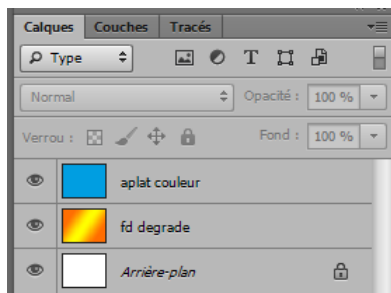 Calques Couches Tracés
Type T
Normal Opacité : 100 %
Verrou : Fond : 100 %
aplat couleur
fd degrade
Arrière-plan